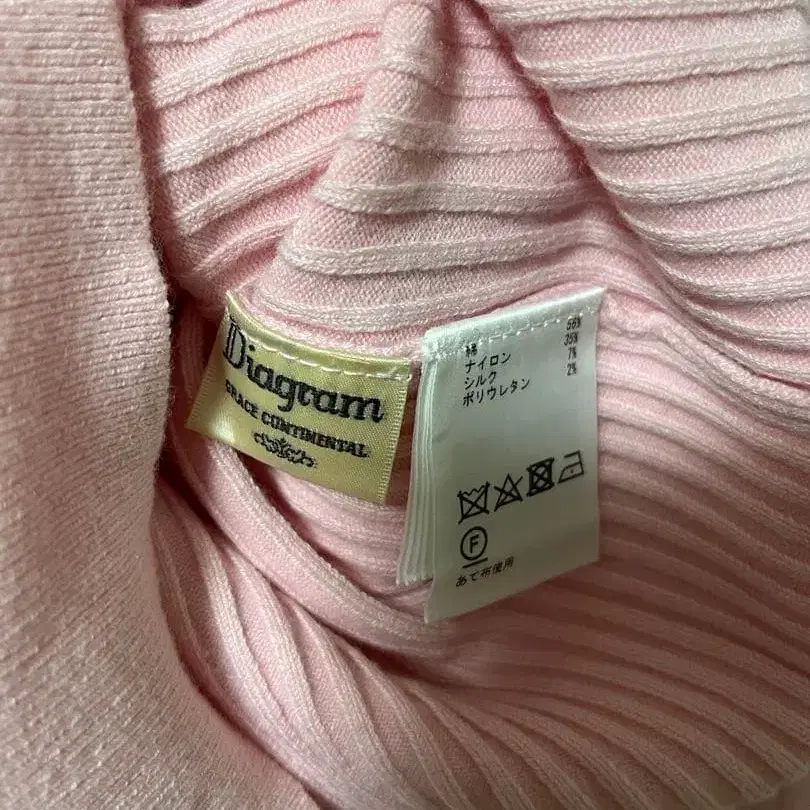 Diagram
GRACE CONTINENTAL
綿 56%
ナイロン 35%
シルク 7%
ポリウレタン 2%
F
あて布使用